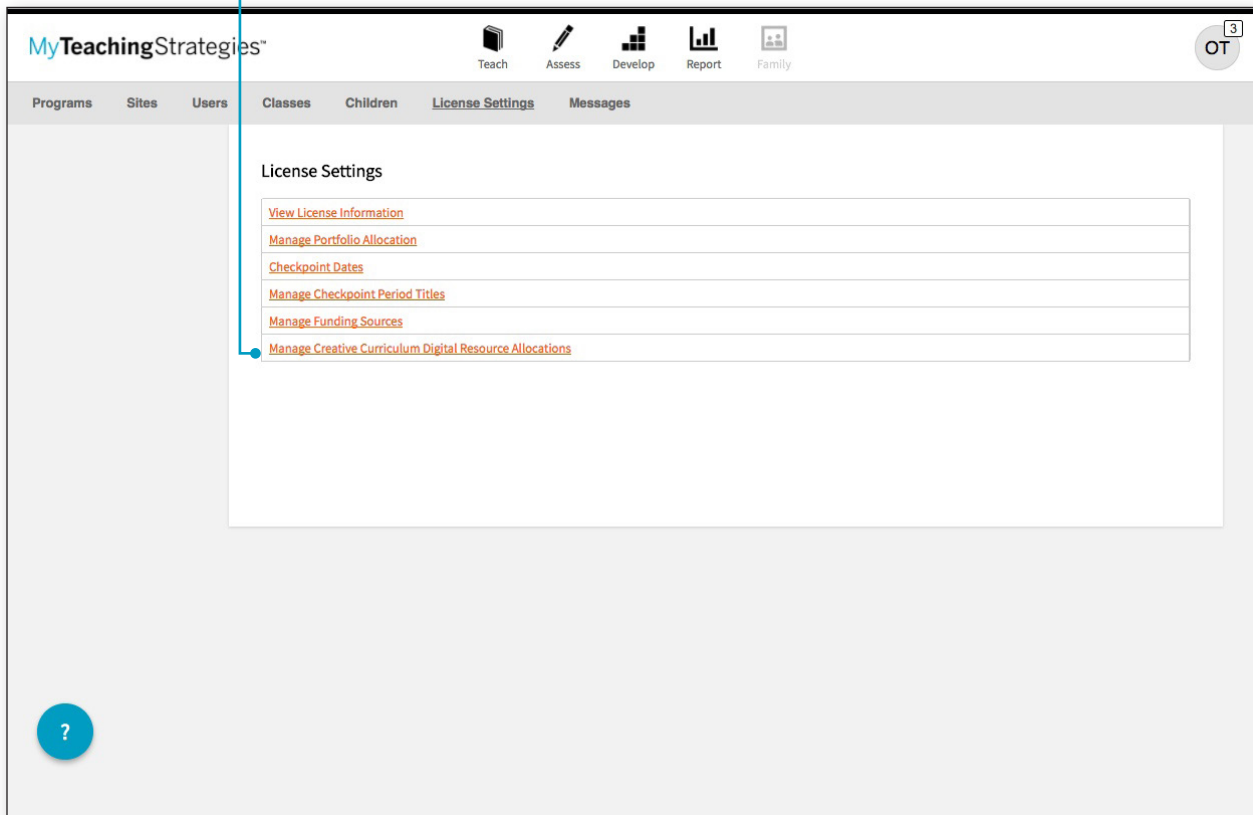 MyTeachingStrategies™
Teach Assess Develop Report Family
3
OT
Programs Sites Users Classes Children License Settings Messages
License Settings
View License Information
Manage Portfolio Allocation
Checkpoint Dates
Manage Checkpoint Period Titles
Manage Funding Sources
Manage Creative Curriculum Digital Resource Allocations
?